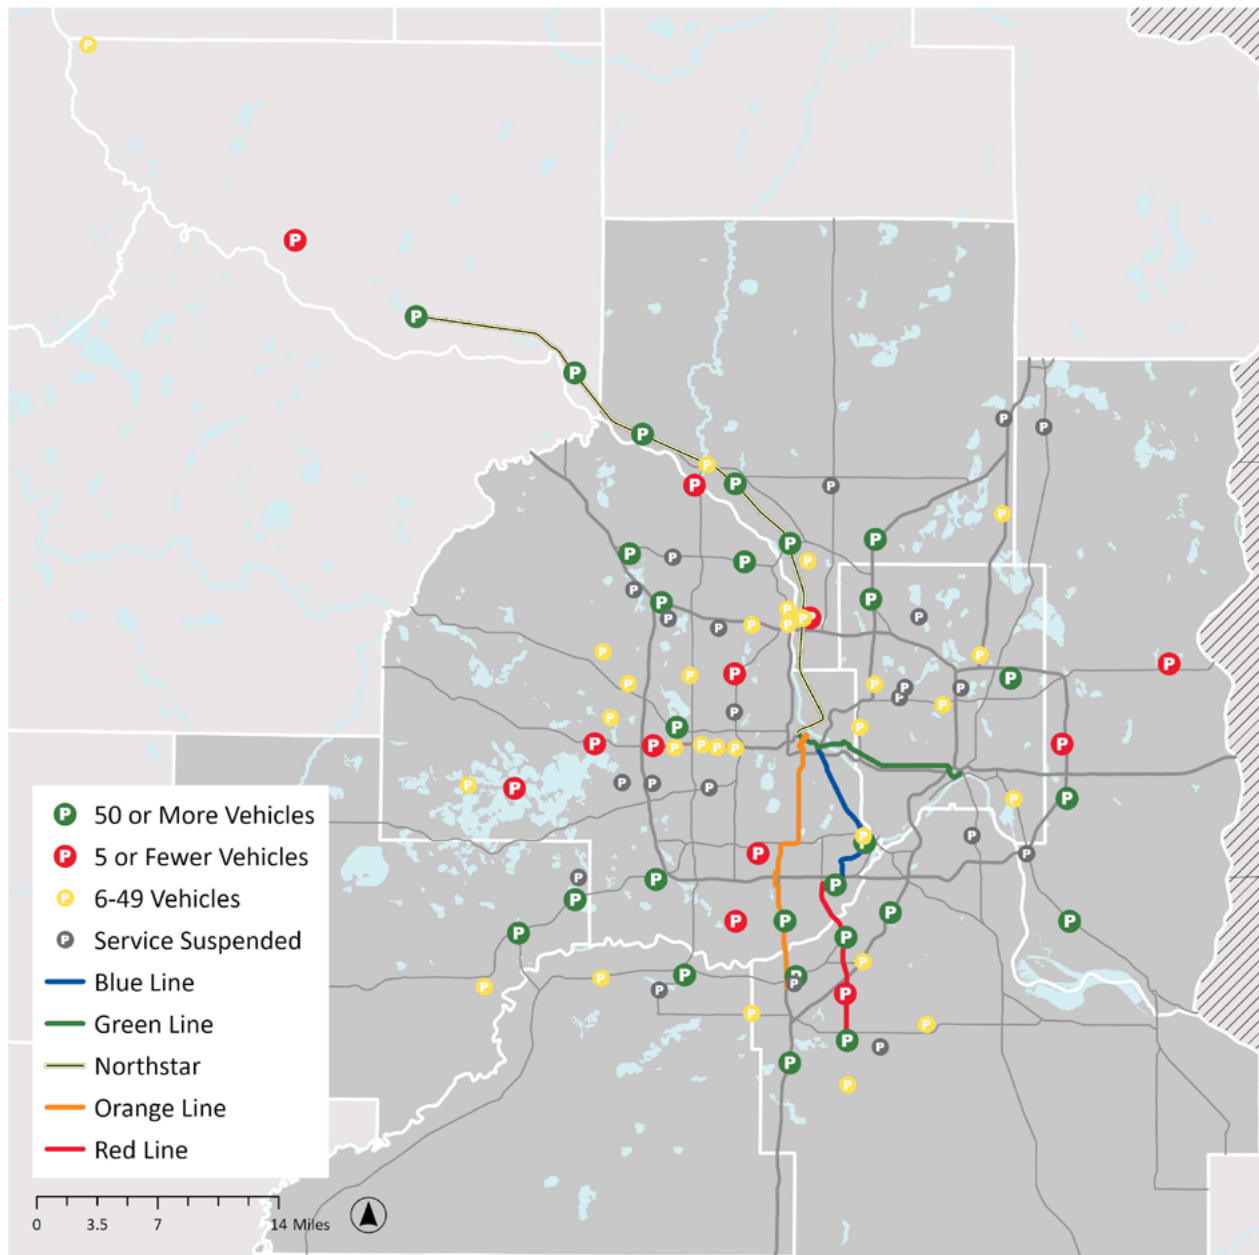 50 or More Vehicles
5 or Fewer Vehicles
6-49 Vehicles
Service Suspended
Blue Line
Green Line
Northstar
Orange Line
Red Line
0 3.5 7 14 Miles